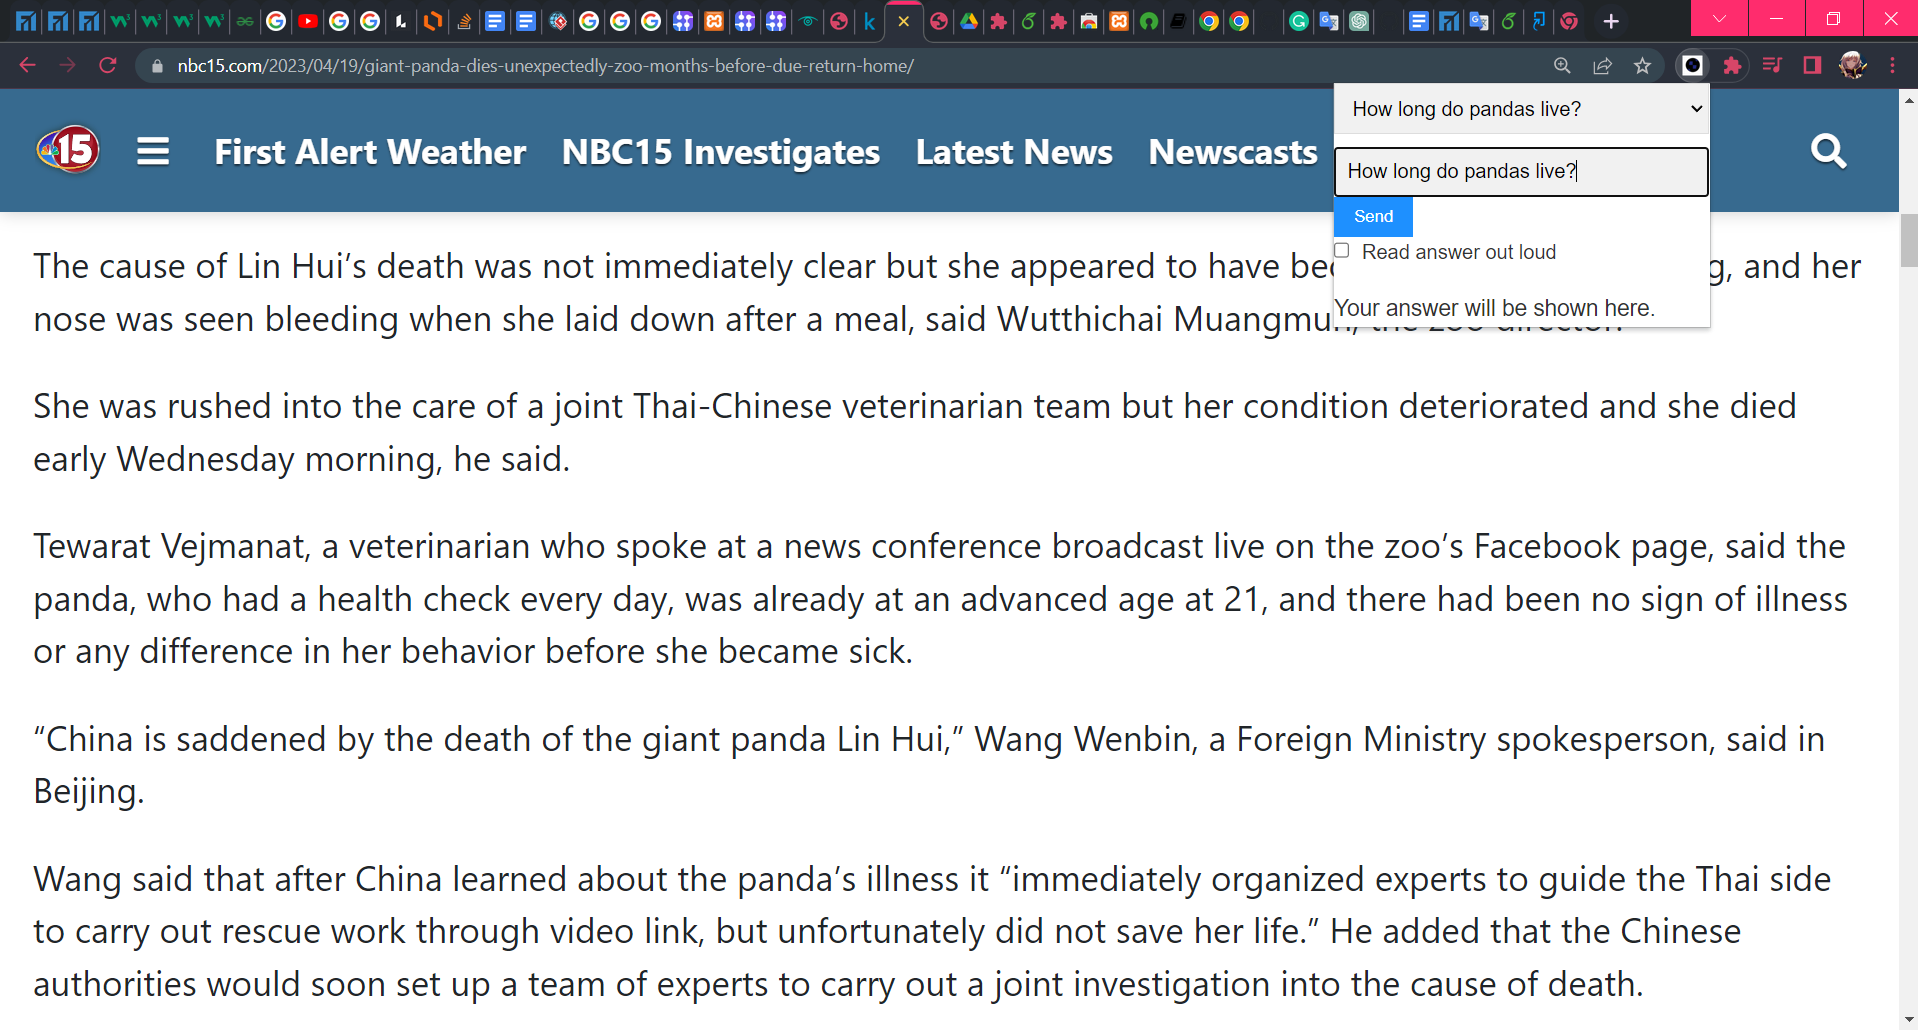 nbc15.com/2023/04/19/giant-panda-dies-unexpectedly-zoo-months-before-due-return-home/
15
First Alert Weather NBC15 Investigates Latest News Newscasts
How long do pandas live?
How long do pandas live?
Send
Read answer out loud
Your answer will be shown here.
The cause of Lin Hui’s death was not immediately clear but she appeared to have g, and her
nose was seen bleeding when she laid down after a meal, said Wutthichai the zoo director.
She was rushed into the care of a joint Thai-Chinese veterinarian team but her condition deteriorated and she died
early Wednesday morning, he said.
Tewarat Vejmanat, a veterinarian who spoke at a news conference broadcast live on the zoo’s Facebook page, said the
panda, who had a health check every day, was already at an advanced age at 21, and there had been no sign of illness
or any difference in her behavior before she became sick.
“China is saddened by the death of the giant panda Lin Hui,” Wang Wenbin, a Foreign Ministry spokesperson, said in
Beijing.
Wang said that after China learned about the panda’s illness it “immediately organized experts to guide the Thai side
to carry out rescue work through video link, but unfortunately did not save her life.” He added that the Chinese
authorities would soon set up a team of experts to carry out a joint investigation into the cause of death.